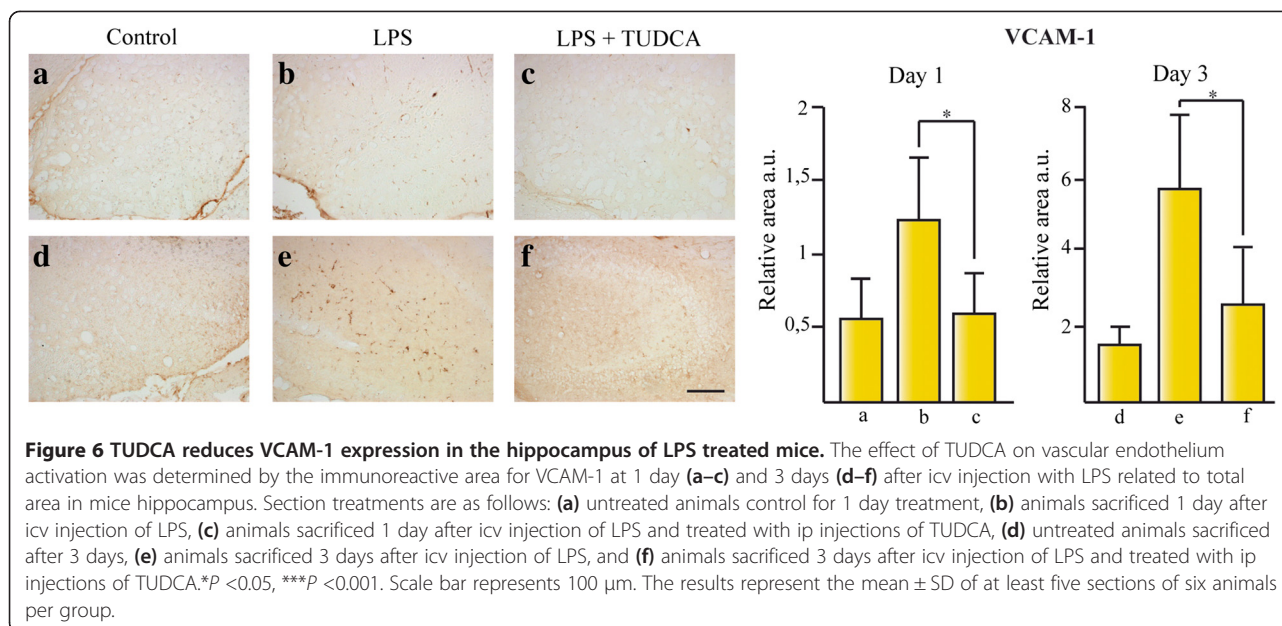 Control
LPS
LPS + TUDCA
a
b
c
d
e
f
VCAM-1
Day 1
Relative area a.u.
2
1,5
1
0,5
*
a
b
c
Day 3
Relative area a.u.
8
6
4
2
*
d
e
f
Figure 6 TUDCA reduces VCAM-1 expression in the hippocampus of LPS treated mice. The effect of TUDCA on vascular endothelium
activation was determined by the immunoreactive area for VCAM-1 at 1 day (a–c) and 3 days (d–f) after icv injection with LPS related to total
area in mice hippocampus. Section treatments are as follows: (a) untreated animals control for 1 day treatment, (b) animals sacrificed 1 day after
icv injection of LPS, (c) animals sacrificed 1 day after icv injection of LPS and treated with ip injections of TUDCA, (d) untreated animals sacrificed
after 3 days, (e) animals sacrificed 3 days after icv injection of LPS, and (f) animals sacrificed 3 days after icv injection of LPS and treated with ip
injections of TUDCA.*P <0.05, ***P <0.001. Scale bar represents 100 μm. The results represent the mean ± SD of at least five sections of six animals
per group.